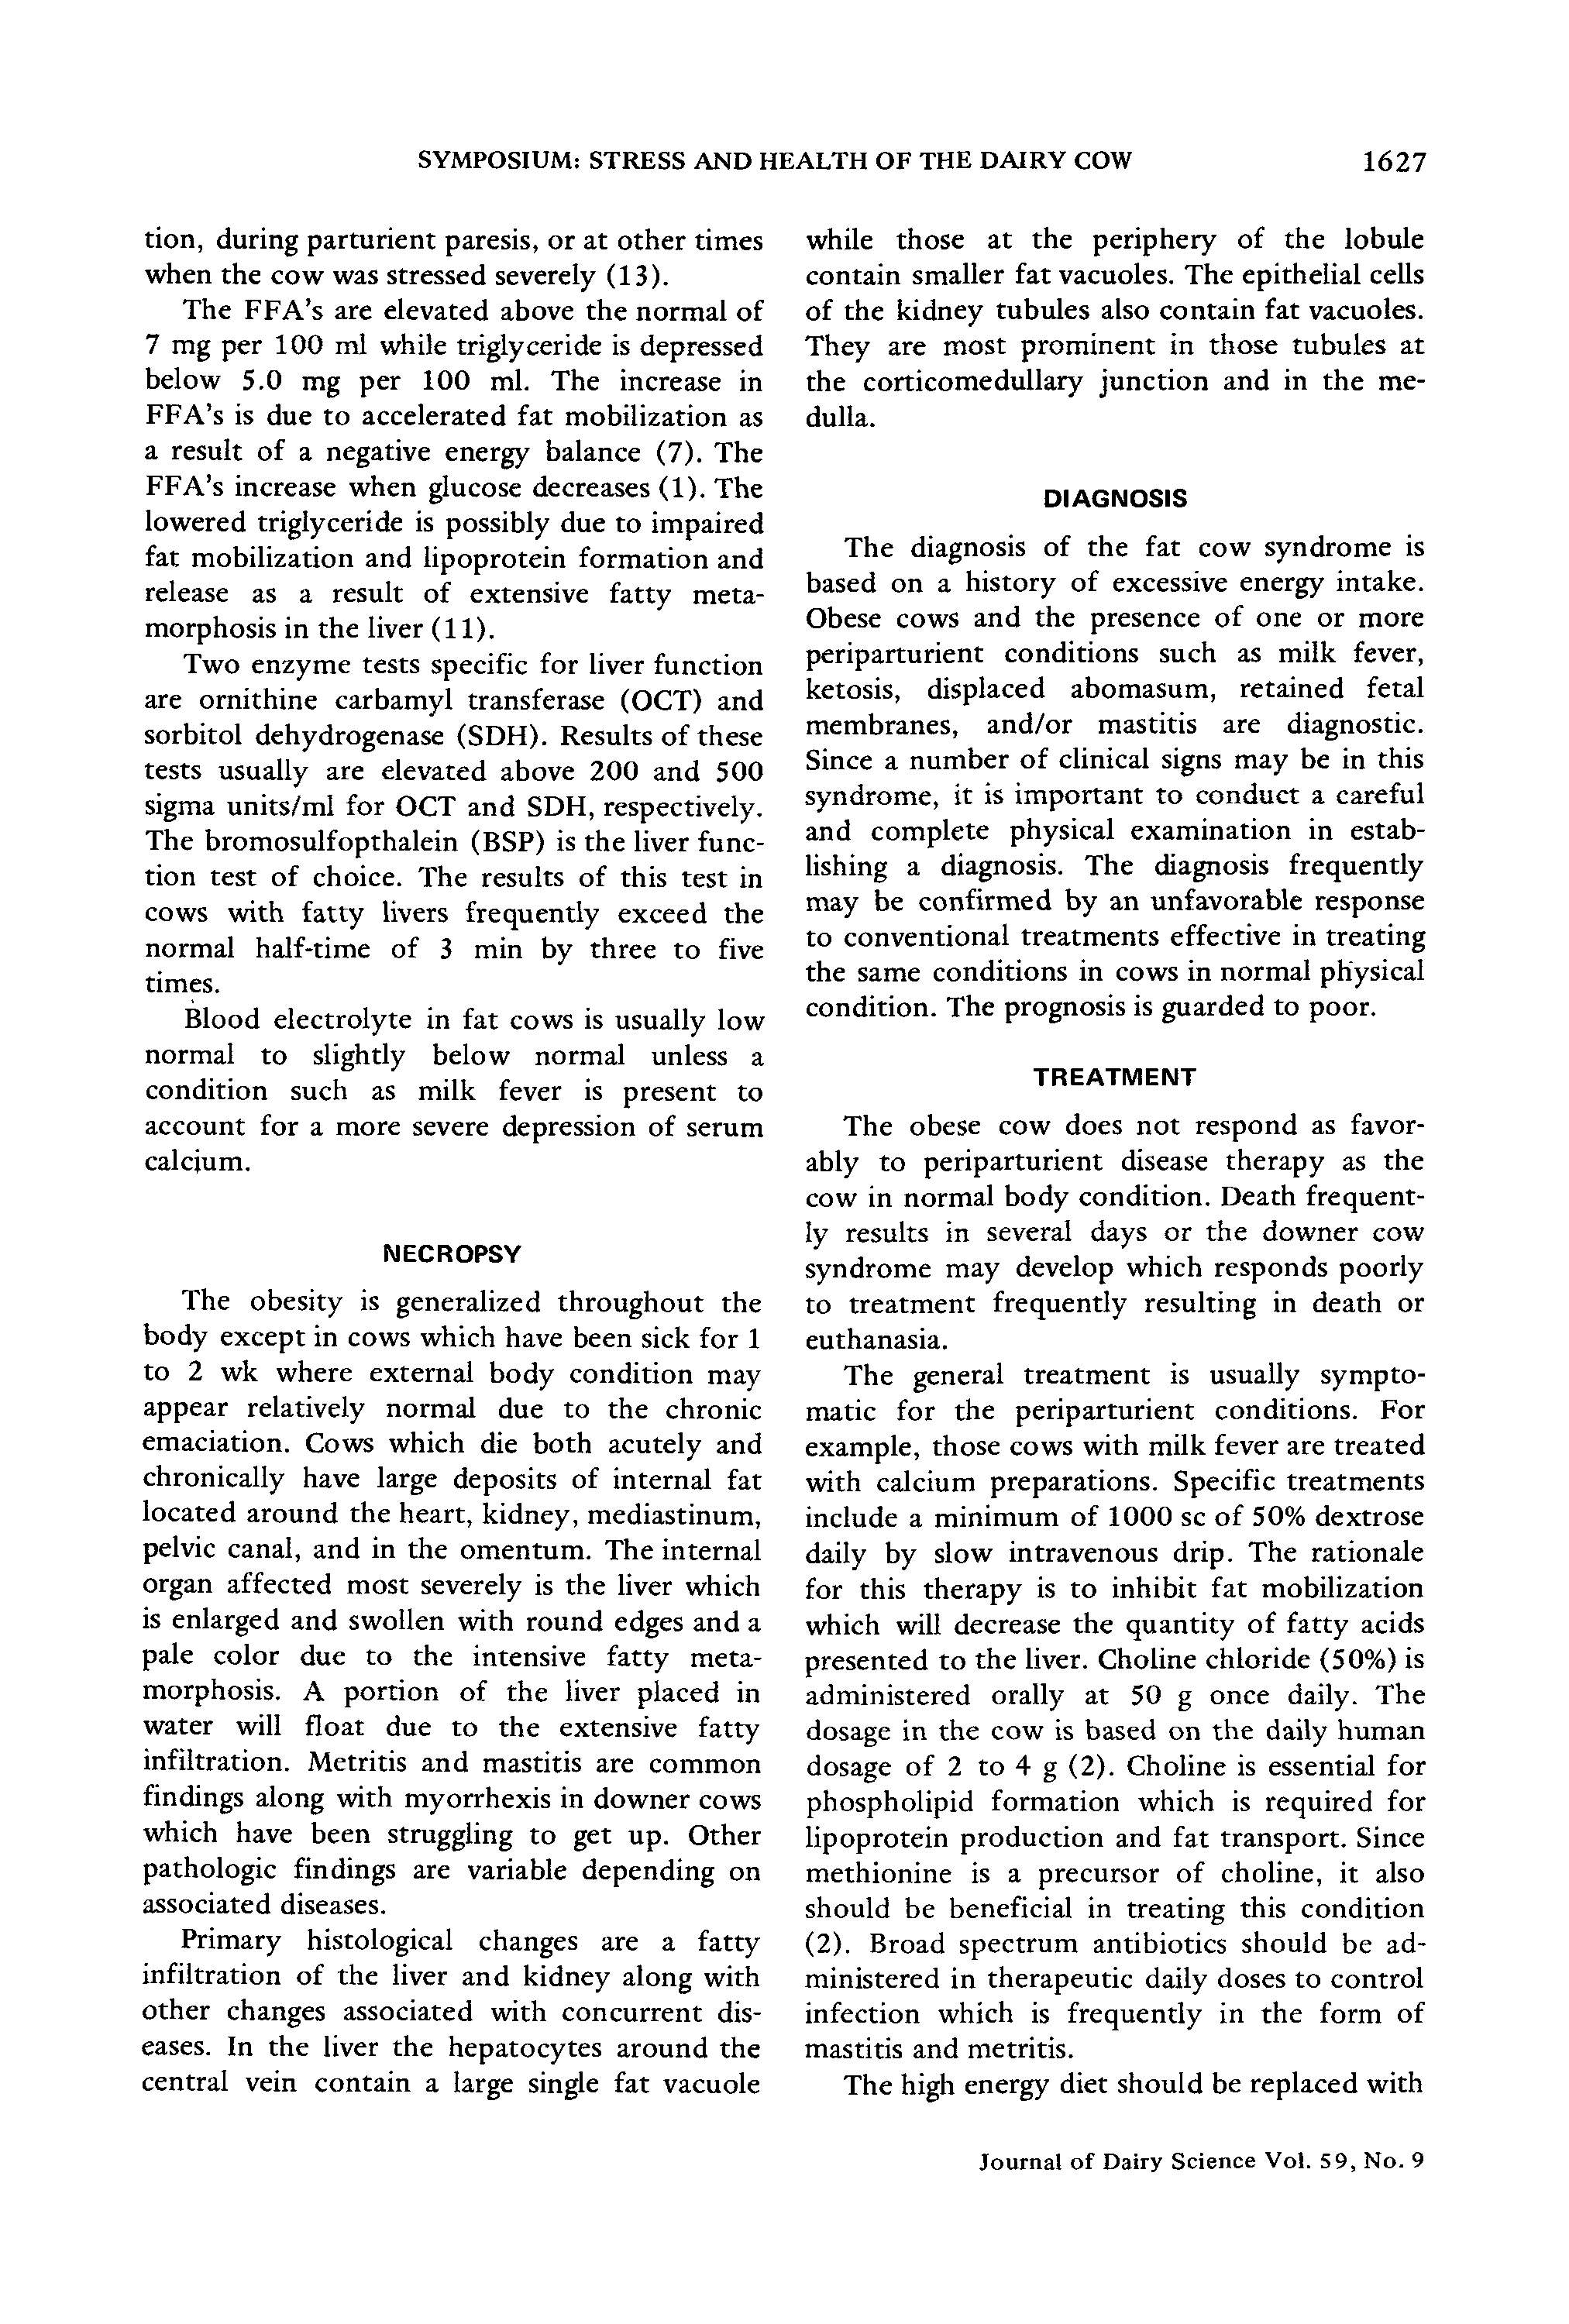 SYMPOSIUM: STRESS AND HEALTH OF THE DAIRY COW 1627
tion, during parturient paresis, or at other times
when the cow was stressed severely (13).
The FFA's are elevated above the normal of
7 mg per 100 ml while triglyceride is depressed
below 5.0 mg per 100 ml. The increase in
FFA's is due to accelerated fat mobilization as
a result of a negative energy balance (7). The
FFA's increase when glucose decreases (1). The
lowered triglyceride is possibly due to impaired
fat mobilization and lipoprotein formation and
release as a result of extensive fatty meta-
morphosis in the liver (11).
Two enzyme tests specific for liver function
are ornithine carbamyl transferase (OCT) and
sorbitol dehydrogenase (SDH). Results of these
tests usually are elevated above 200 and 500
sigma units/ml for OCT and SDH, respectively.
The bromosulfopthalein (BSP) is the liver func-
tion test of choice. The results of this test in
cows with fatty livers frequently exceed the
normal half-time of 3 min by three to five
times.
Blood electrolyte in fat cows is usually low
normal to slightly below normal unless a
condition such as milk fever is present to
account for a more severe depression of serum
calcium.
NECROPSY
The obesity is generalized throughout the
body except in cows which have been sick for 1
to 2 wk where external body condition may
appear relatively normal due to the chronic
emaciation. Cows which die both acutely and
chronically have large deposits of internal fat
located around the heart, kidney, mediastinum,
pelvic canal, and in the omentum. The internal
organ affected most severely is the liver which
is enlarged and swollen with round edges and a
pale color due to the intensive fatty meta-
morphosis. A portion of the liver placed in
water will float due to the extensive fatty
infiltration. Metritis and mastitis are common
findings along with myorrhexis in downer cows
which have been struggling to get up. Other
pathologic findings are variable depending on
associated diseases.
Primary histological changes are a fatty
infiltration of the liver and kidney along with
other changes associated with concurrent dis-
eases. In the liver the hepatocytes around the
central vein contain a large single fat vacuole
while those at the periphery of the lobule
contain smaller fat vacuoles. The epithelial cells
of the kidney tubules also contain fat vacuoles.
They are most prominent in those tubules at
the corticomedullary junction and in the me-
dulla.
DIAGNOSIS
The diagnosis of the fat cow syndrome is
based on a history of excessive energy intake.
Obese cows and the presence of one or more
periparturient conditions such as milk fever,
ketosis, displaced abomasum, retained fetal
membranes, and/or mastitis are diagnostic.
Since a number of clinical signs may be in this
syndrome, it is important to conduct a careful
and complete physical examination in estab-
lishing a diagnosis. The diagnosis frequently
may be confirmed by an unfavorable response
to conventional treatments effective in treating
the same conditions in cows in normal physical
condition. The prognosis is guarded to poor.
TREATMENT
The obese cow does not respond as favor-
ably to periparturient disease therapy as the
cow in normal body condition. Death frequent-
ly results in several days or the downer cow
syndrome may develop which responds poorly
to treatment frequently resulting in death or
euthanasia.
The general treatment is usually sympto-
matic for the periparturient conditions. For
example, those cows with milk fever are treated
with calcium preparations. Specific treatments
include a minimum of 1000 sc of 50% dextrose
daily by slow intravenous drip. The rationale
for this therapy is to inhibit fat mobilization
which will decrease the quantity of fatty acids
presented to the liver. Choline chloride (50%) is
administered orally at 50 g once daily. The
dosage in the cow is based on the daily human
dosage of 2 to 4 g (2). Choline is essential for
phospholipid formation which is required for
lipoprotein production and fat transport. Since
methionine is a precursor of choline, it also
should be beneficial in treating this condition
(2). Broad spectrum antibiotics should be ad-
ministered in therapeutic daily doses to control
infection which is frequently in the form of
mastitis and metritis.
The high energy diet should be replaced with
Journal of Dairy Science Vol. 59, No. 9